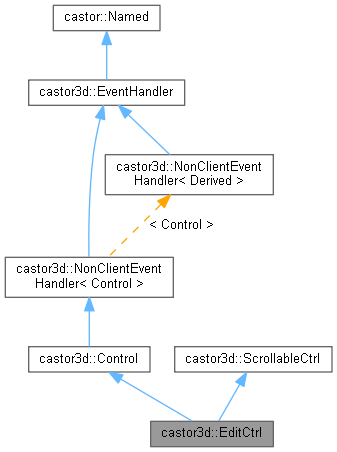 castor::Named
castor3d::EventHandler
castor3d::NonClientEvent
Handler< Derived >
< Control >
castor3d::NonClientEvent
Handler< Control >
castor3d::Control
castor3d::ScrollableCtrl
castor3d::EditCtrl